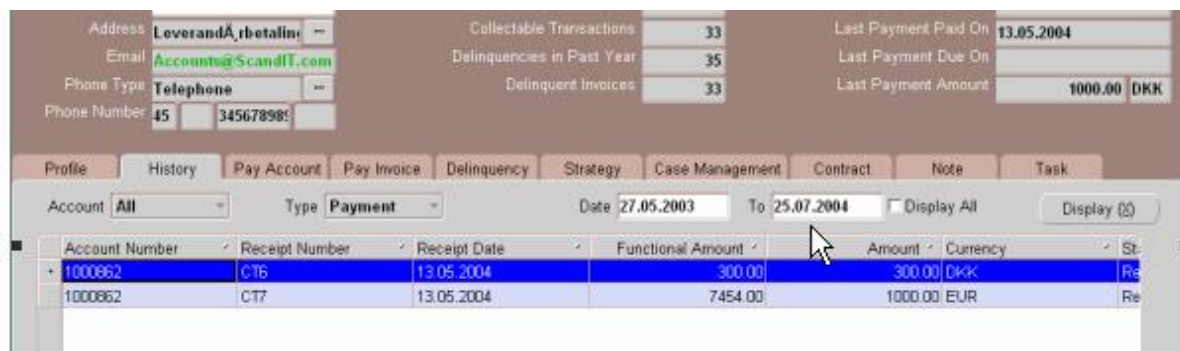 Address LeverandÃ¸rbetaling ... Collectable Transactions 33 Last Payment Paid On 13.05.2004
Email Accounts@ScandIT.com Delinquencies in Past Year 35 Last Payment Due On
Phone Type Telephone ... Delinquent Invoices 33 Last Payment Amount 1000.00 DKK
Phone Number 45 345678989
Profile History Pay Account Pay Invoice Delinquency Strategy Case Management Contract Note Task
Account All Type Payment Date 27.05.2003 To 25.07.2004 Display All Display (X)
Account Number Receipt Number Receipt Date Functional Amount Amount Currency St
1000862 CT6 13.05.2004 300.00 300.00 DKK Re
1000862 CT7 13.05.2004 7454.00 1000.00 EUR Re